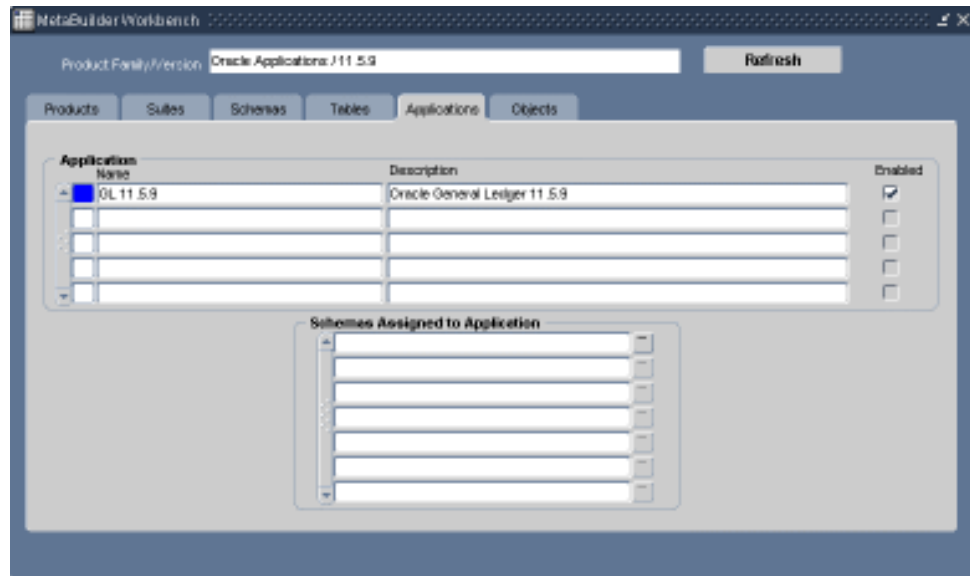 MetaBuilder Workbench
Product Family/Version Oracle Applications / 11.5.9 Refresh
Products Suites Schemas Tables Applications Objects
Application
Name Description Enabled
GL 11.5.9 Oracle General Ledger 11.5.9
Schemes Assigned to Application